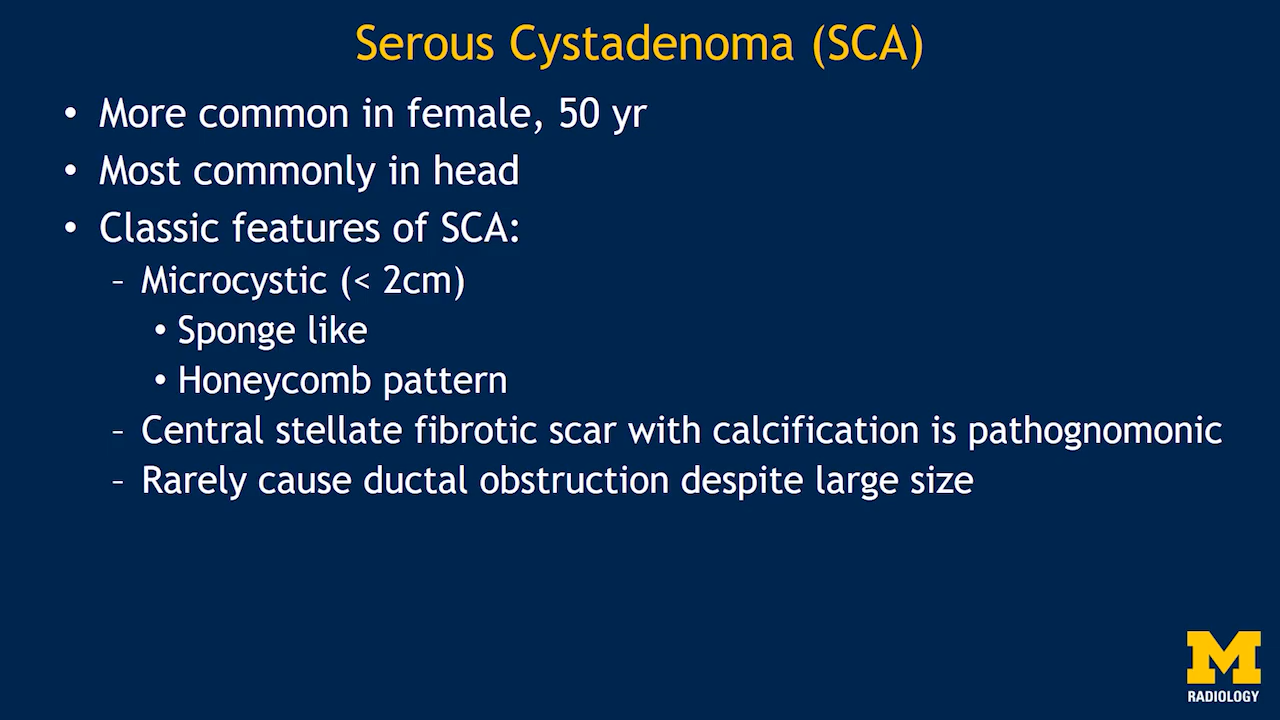 Serous Cystadenoma (SCA)
• More common in female, 50 yr
• Most commonly in head
• Classic features of SCA:
– Microcystic (< 2cm)
• Sponge like
• Honeycomb pattern
– Central stellate fibrotic scar with calcification is pathognomonic
– Rarely cause ductal obstruction despite large size
M
RADIOLOGY